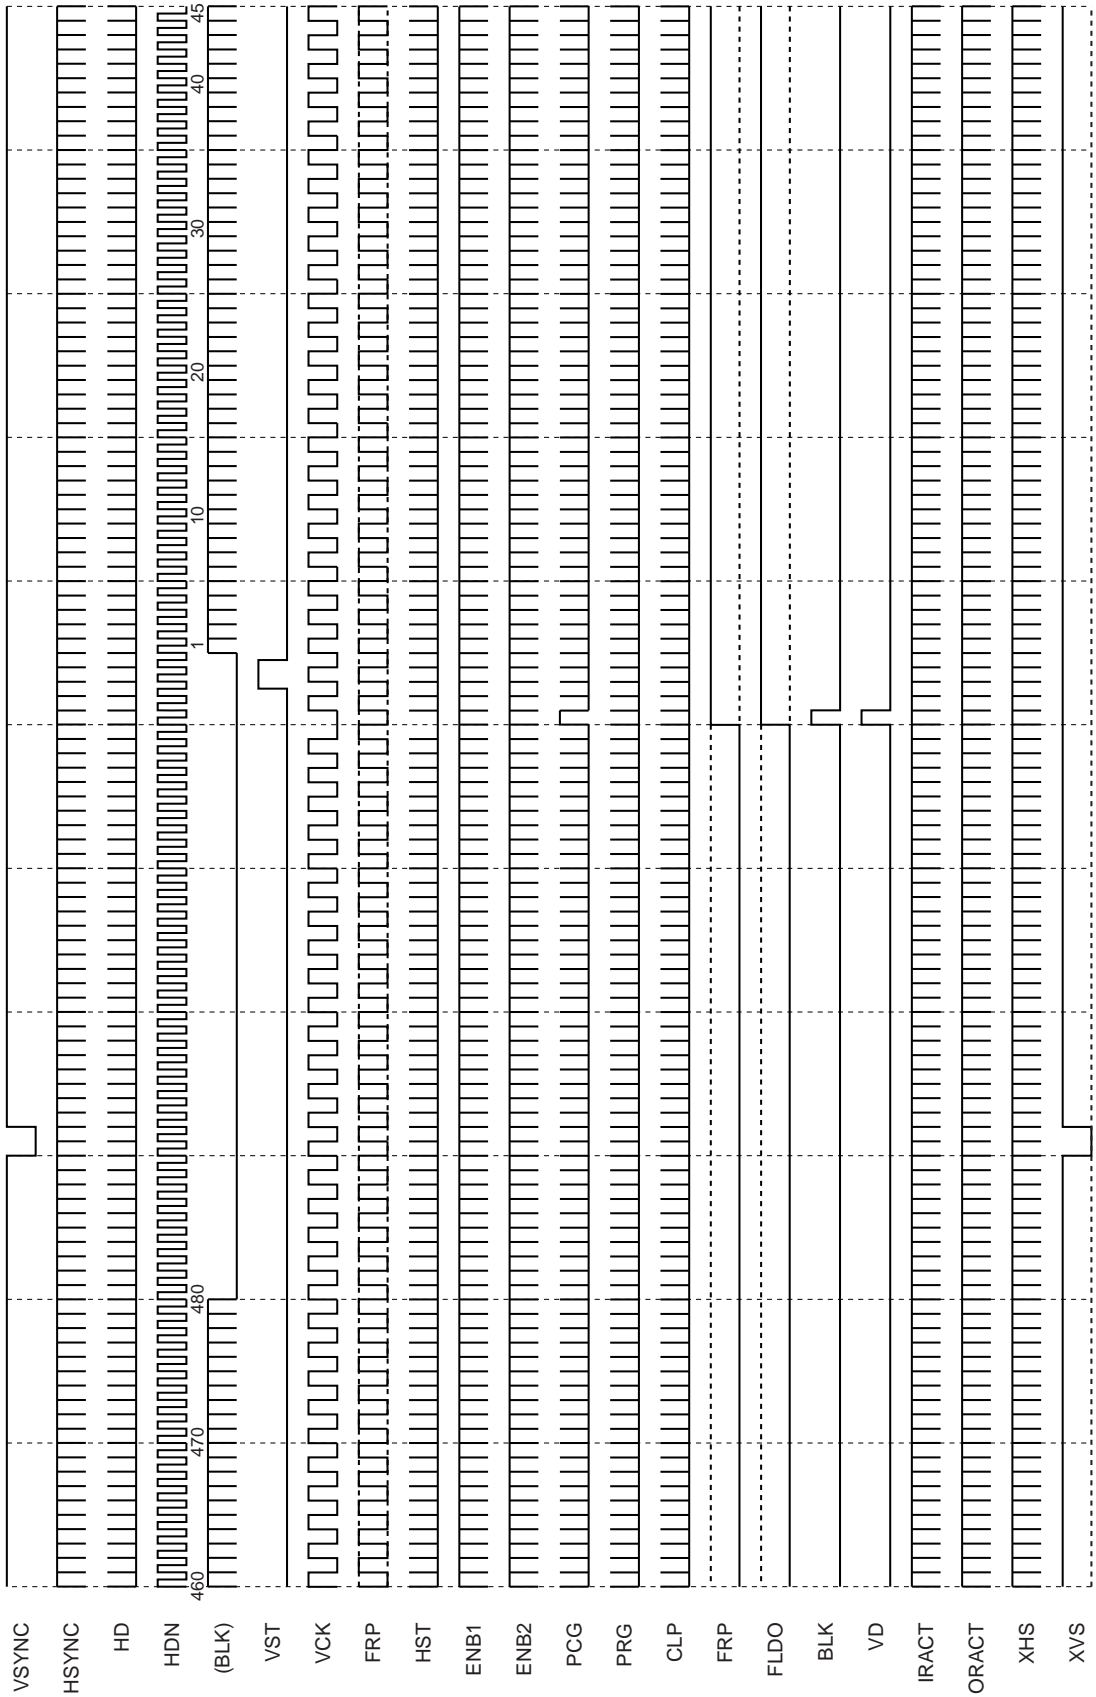 VSYNC
HSYNC
HD
HDN
(BLK)
460
470
480
1
10
20
30
40
45
VST
VCK
FRP
HST
ENB1
ENB2
PCG
PRG
CLP
FRP
FLDO
BLK
VD
IRACT
ORACT
XHS
XVS